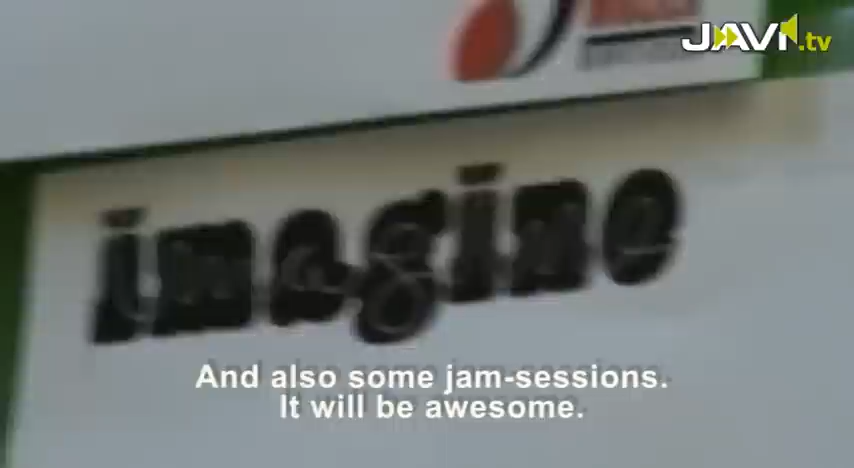 JAVI.tv
imagine
And also some jam-sessions.
It will be awesome.